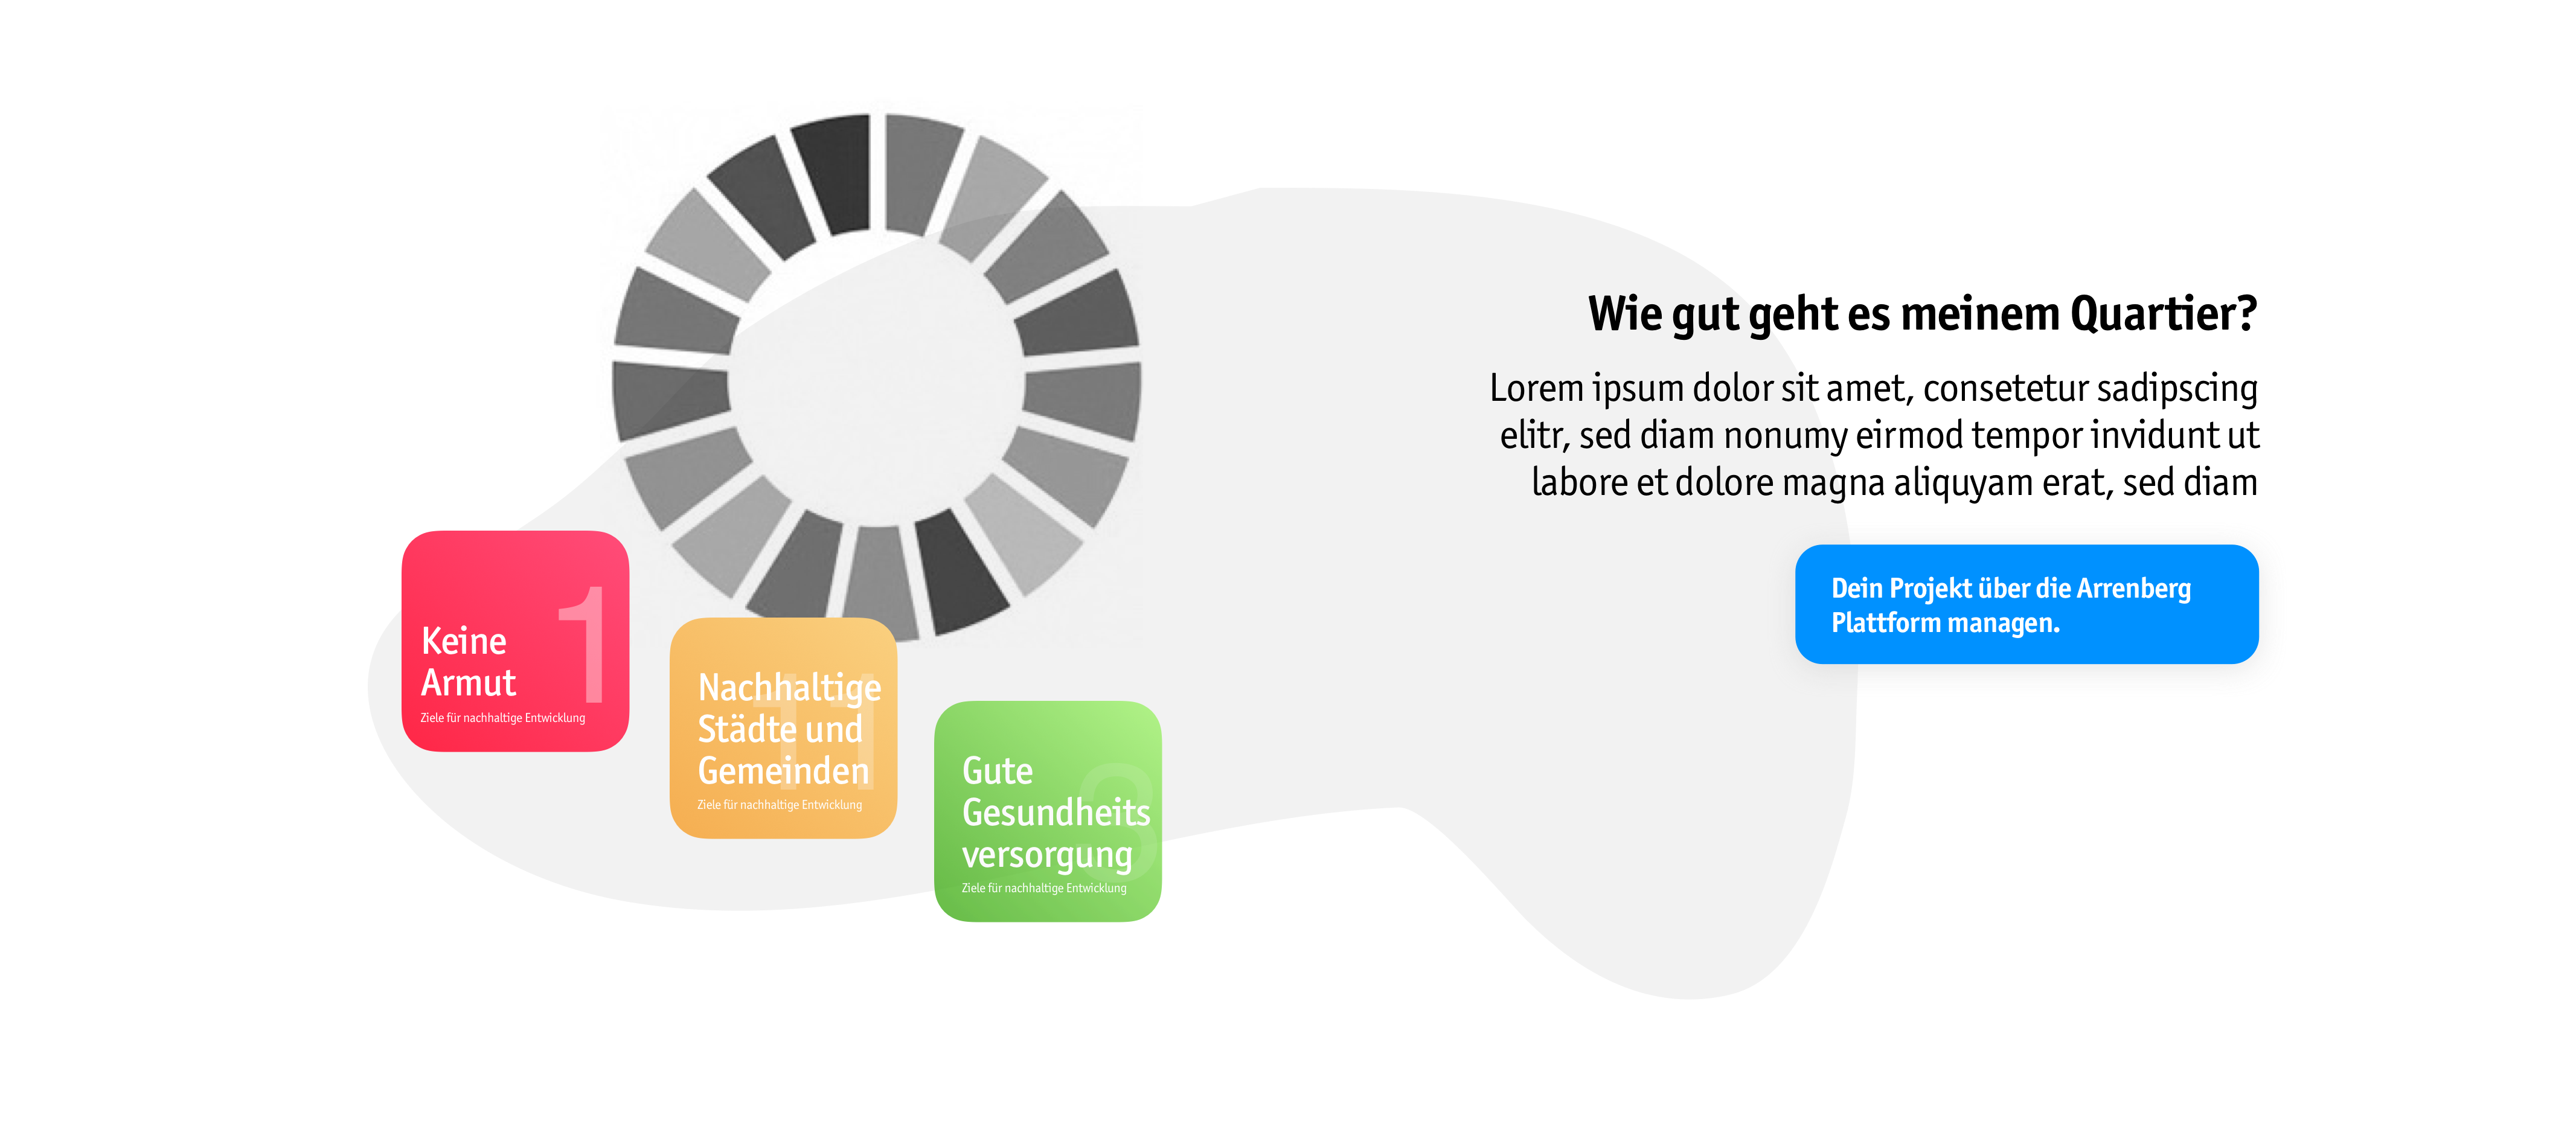 Wie gut geht es meinem Quartier?
Lorem ipsum dolor sit amet, consetetur sadipscing
elitr, sed diam nonumy eirmod tempor invidunt ut
labore et dolore magna aliquyam erat, sed diam
Dein Projekt über die Arrenberg
Plattform managen.
1
Keine
Armut
Ziele für nachhaltige Entwicklung
11
Nachhaltige
Städte und
Gemeinden
Ziele für nachhaltige Entwicklung
3
Gute
Gesundheits
versorgung
Ziele für nachhaltige Entwicklung